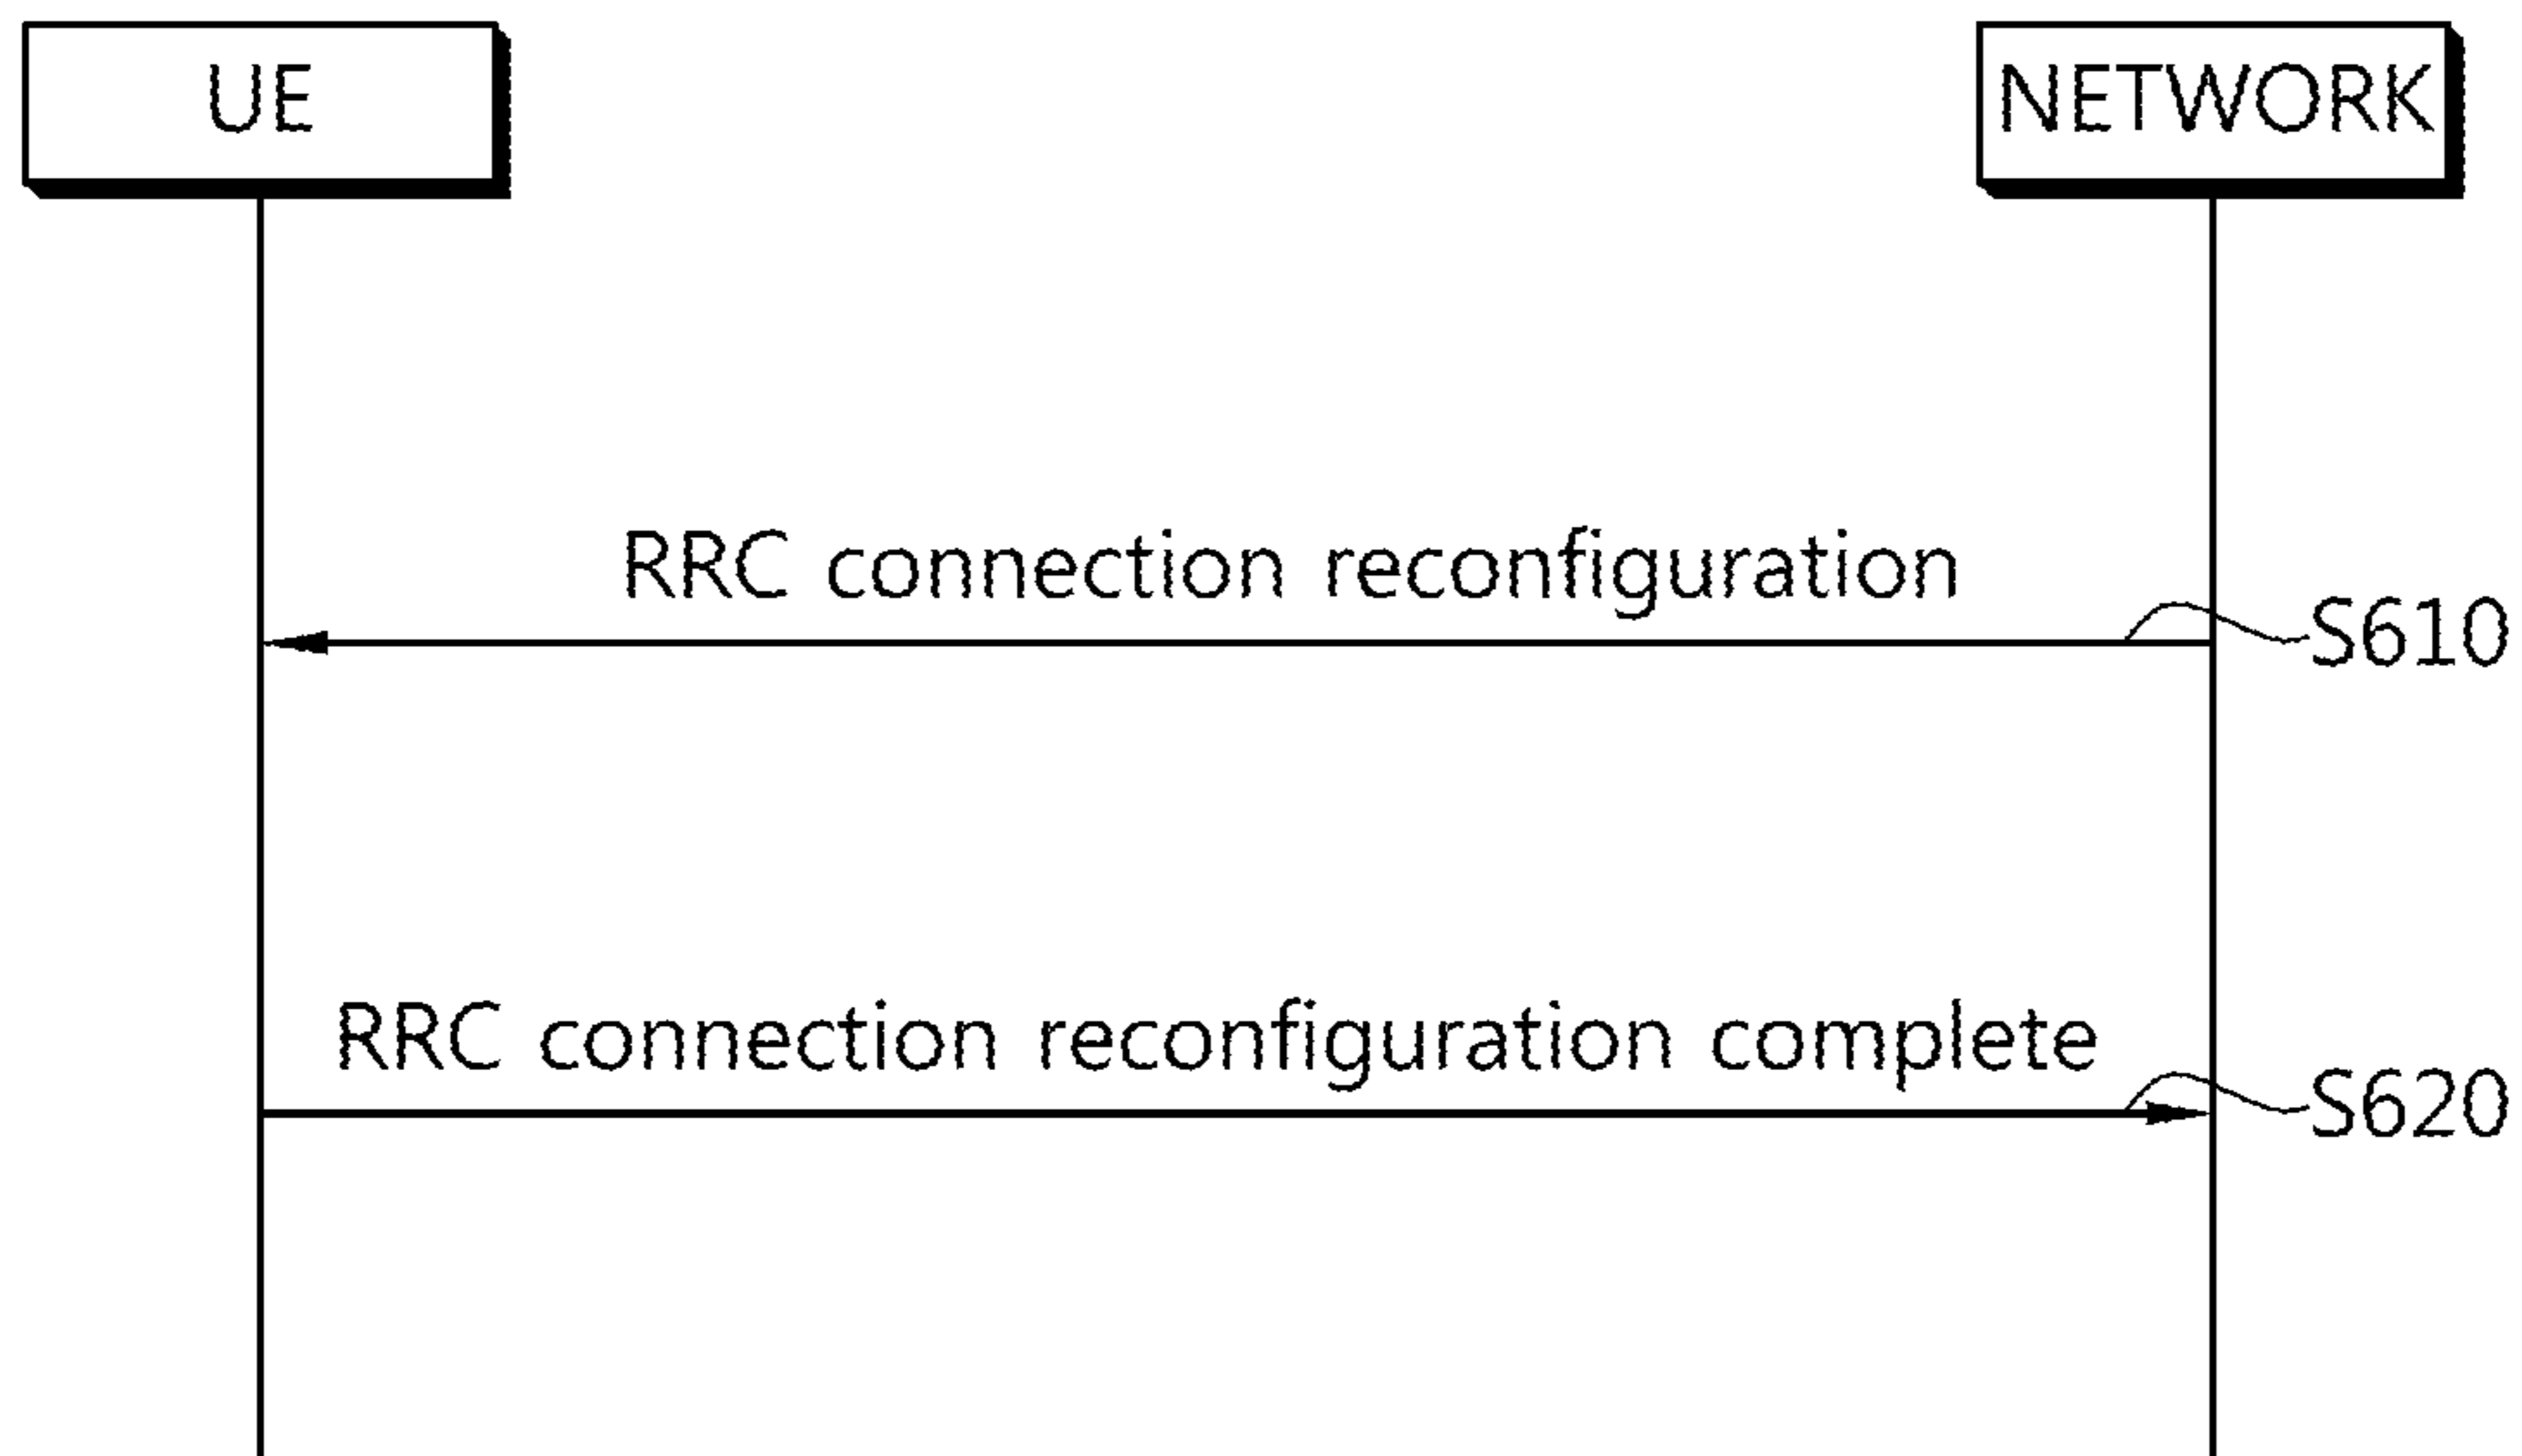 UE
NETWORK
RRC connection reconfiguration
S610
RRC connection reconfiguration complete
S620